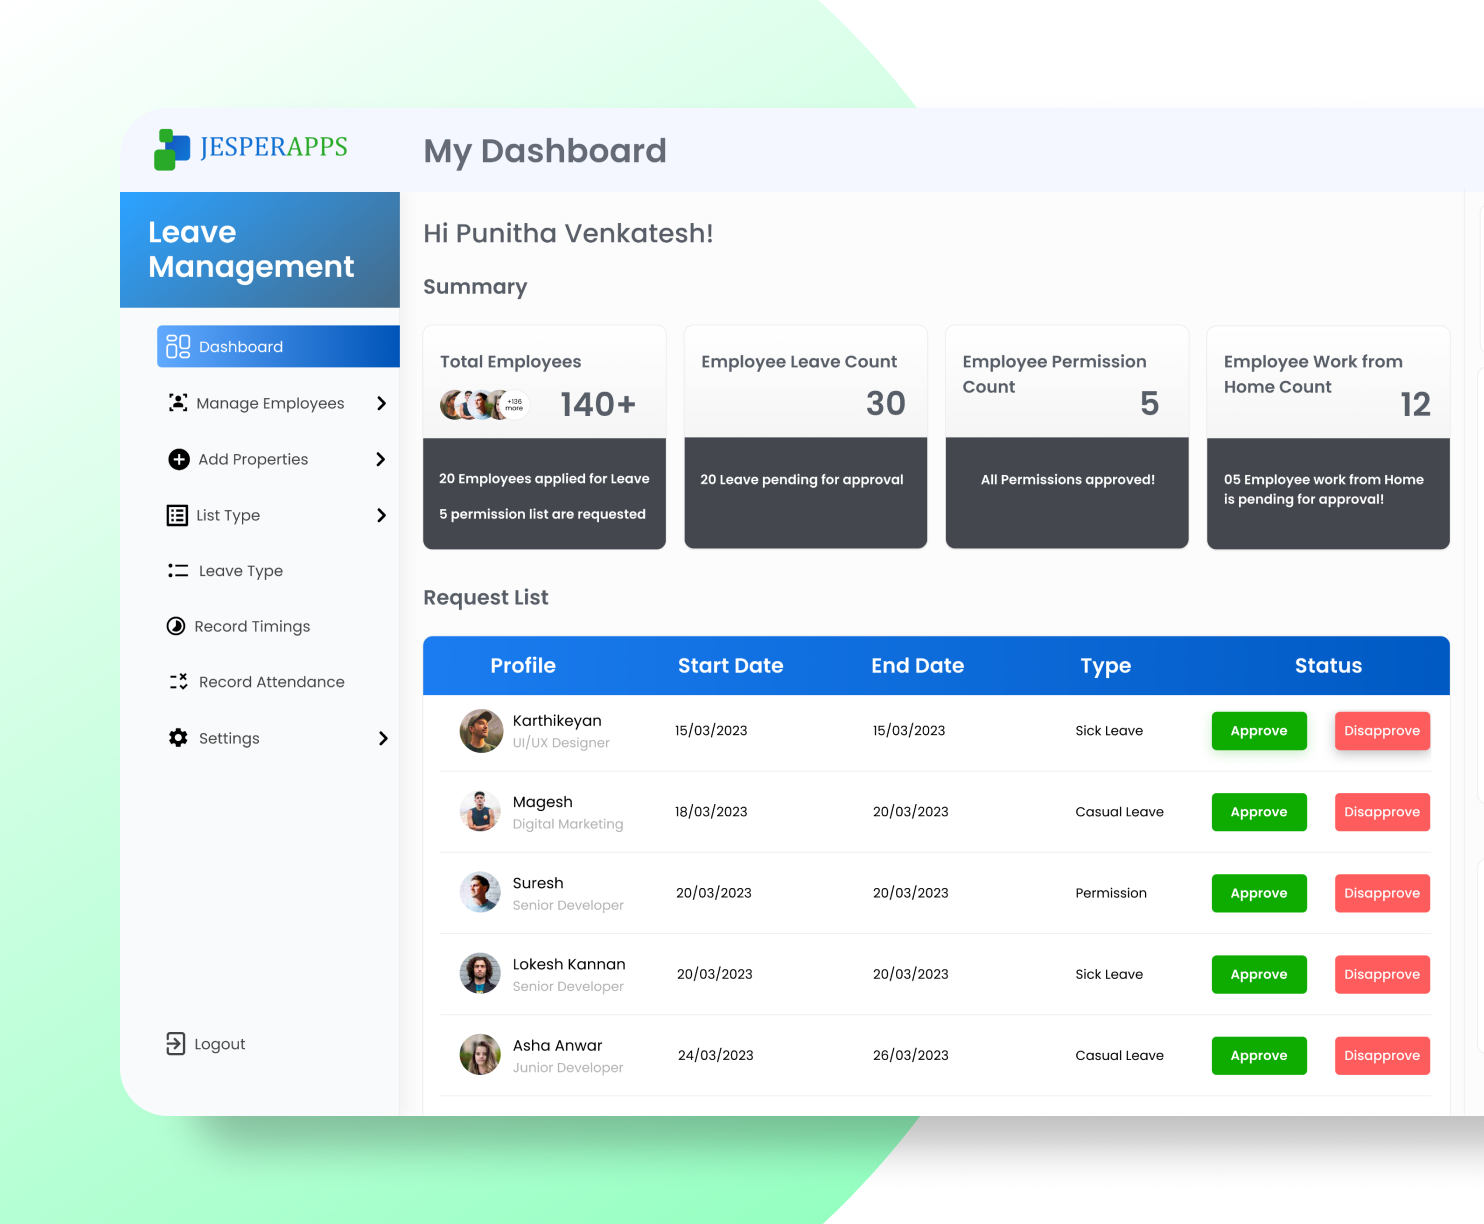 JESPERAPPS
My Dashboard
Leave
Management
Dashboard
Manage Employees
Add Properties
List Type
Leave Type
Record Timings
Record Attendance
Settings
Logout
Hi Punitha Venkatesh!
Summary
Total Employees
+136
more
140+
20 Employees applied for Leave
5 permission list are requested
Employee Leave Count
30
20 Leave pending for approval
Employee Permission
Count
5
All Permissions approved!
Employee Work from
Home Count
12
05 Employee work from Home
is pending for approval!
Request List
Profile Start Date End Date Type Status
Karthikeyan
UI/UX Designer
15/03/2023 15/03/2023 Sick Leave Approve Disapprove
Magesh
Digital Marketing
18/03/2023 20/03/2023 Casual Leave Approve Disapprove
Suresh
Senior Developer
20/03/2023 20/03/2023 Permission Approve Disapprove
Lokesh Kannan
Senior Developer
20/03/2023 20/03/2023 Sick Leave Approve Disapprove
Asha Anwar
Junior Developer
24/03/2023 26/03/2023 Casual Leave Approve Disapprove